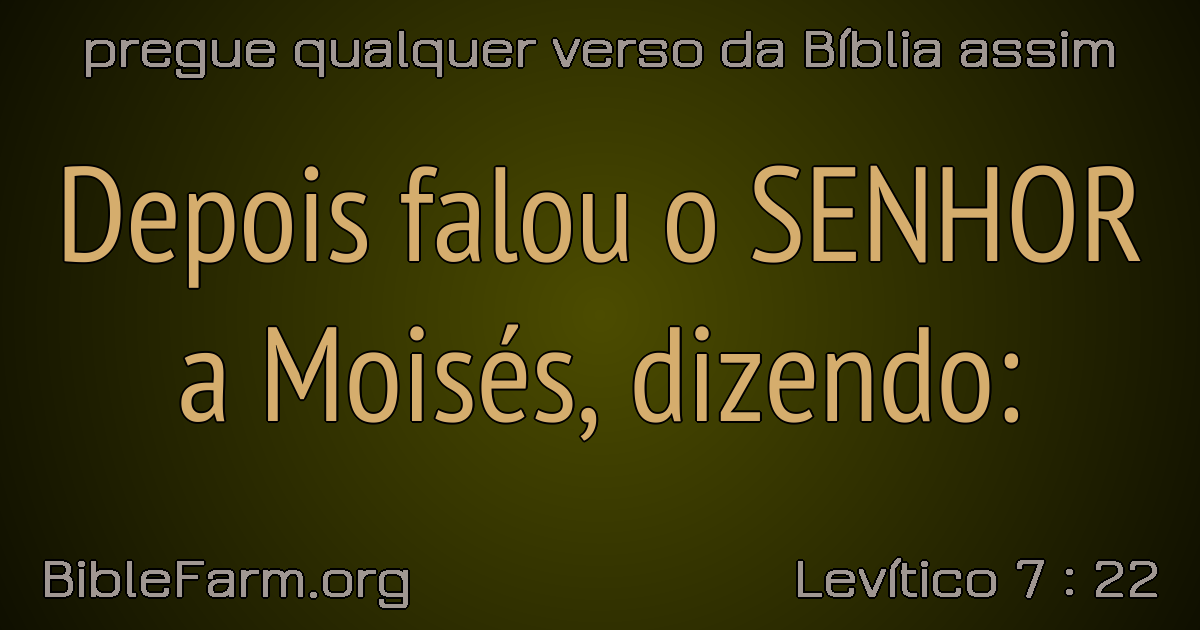 pregue qualquer verso da Bíblia assim
Depois falou o SENHOR
a Moisés, dizendo:
BibleFarm.org
Levítico 7 : 22